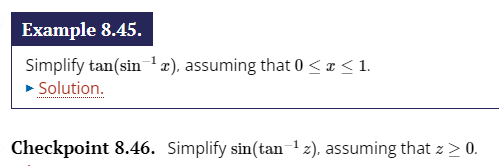 Example 8.45.
Simplify tan(sin⁻¹ x), assuming that 0 ≤ x ≤ 1.
▸ Solution.
Checkpoint 8.46. Simplify sin(tan⁻¹ z), assuming that z ≥ 0.